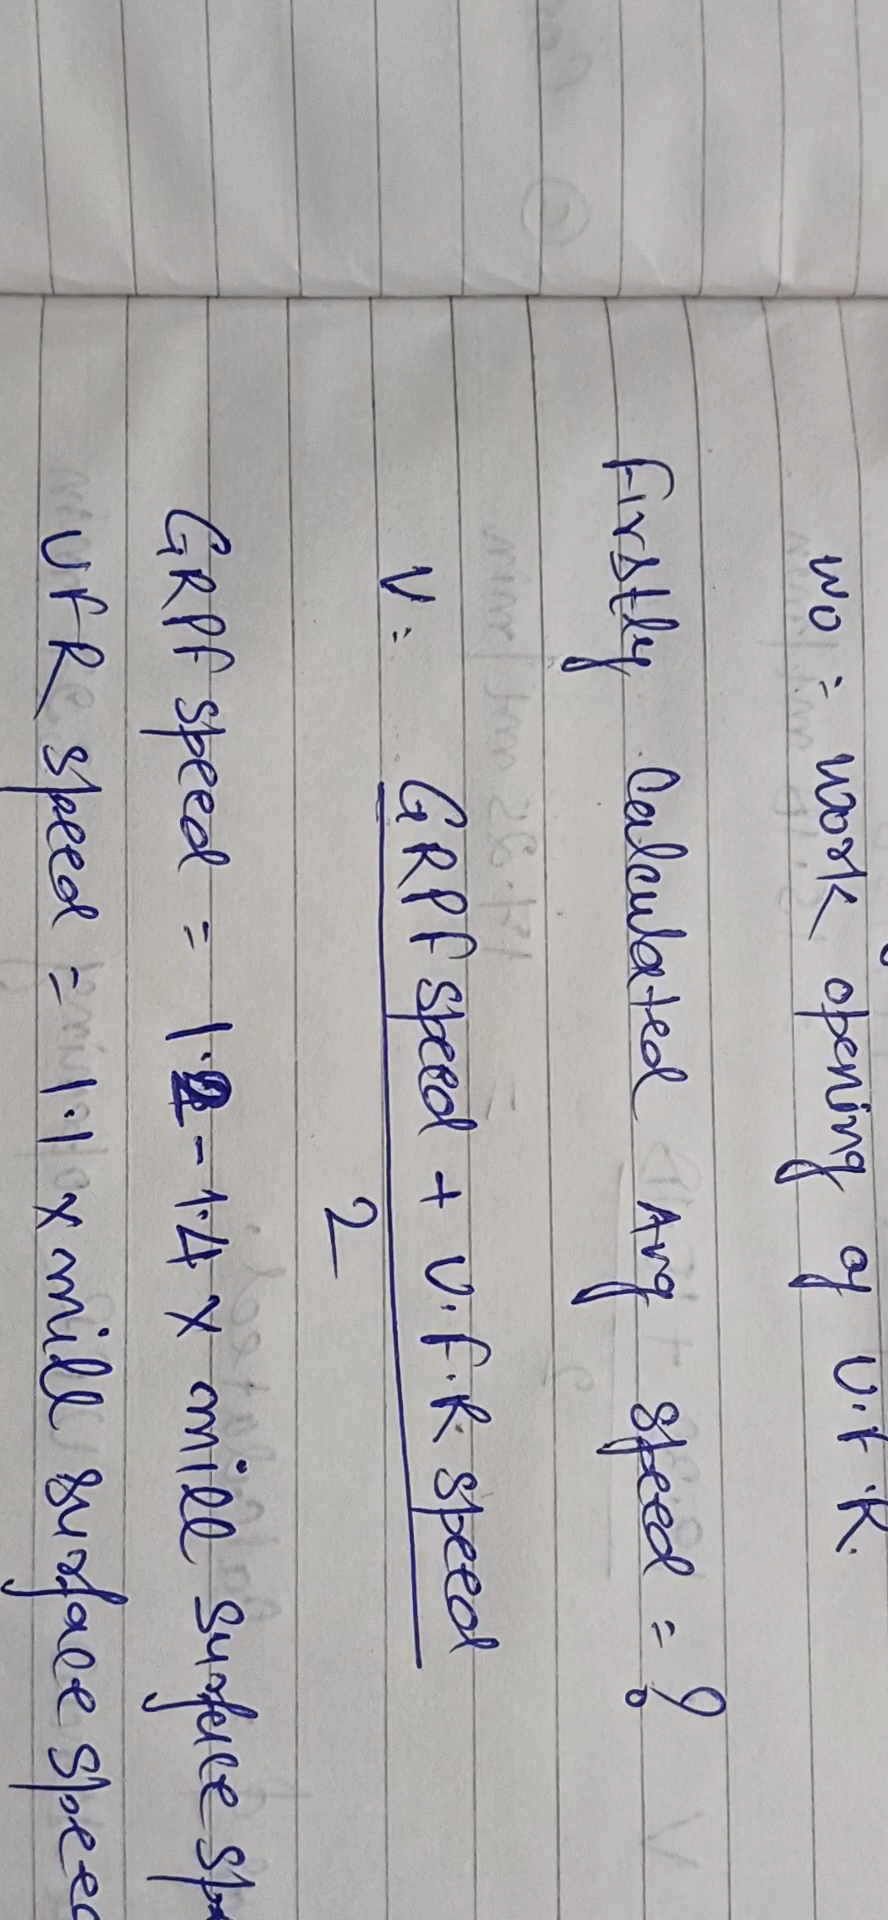 wo = work opening of U.F.R.
Firstly Calculated Avg speed = ?
V = GRPF speed + U.F.R. speed
2
GRPF speed = 1.2 - 1.4 x mill surface sp
UFR speed = 1.1 x mill surface speed